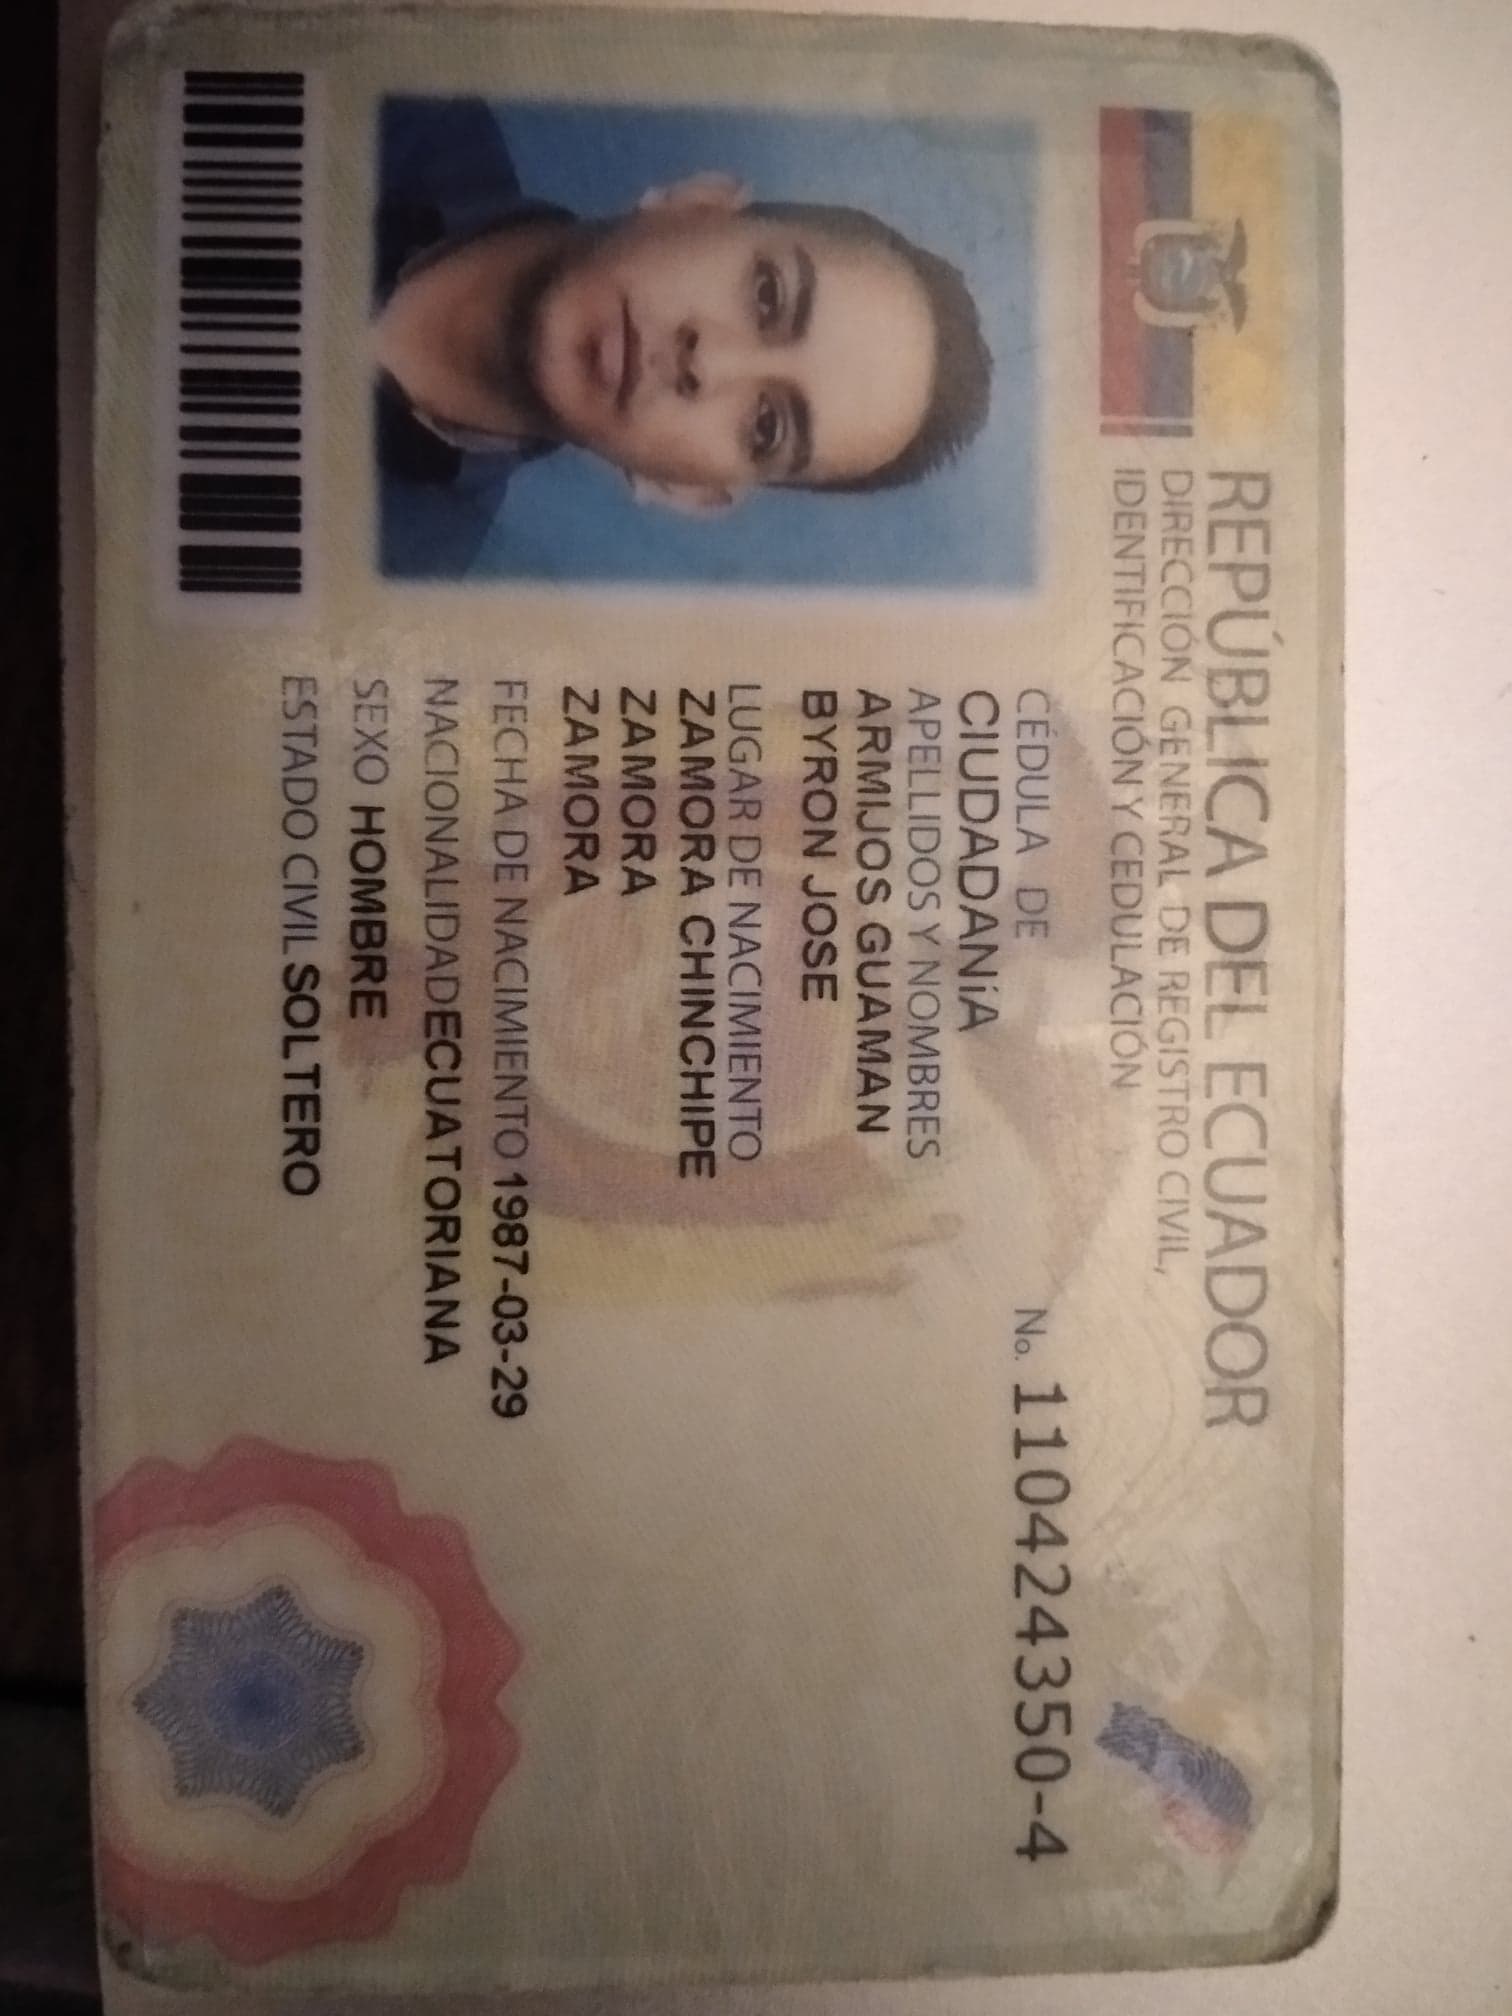 REPÚBLICA DEL ECUADOR
DIRECCIÓN GENERAL DE REGISTRO CIVIL,
IDENTIFICACIÓN Y CEDULACIÓN
CÉDULA DE No. 110424350-4
CIUDADANíA
APELLIDOS Y NOMBRES
ARMIJOS GUAMAN
BYRON JOSE
LUGAR DE NACIMIENTO
ZAMORA CHINCHIPE
ZAMORA
ZAMORA
FECHA DE NACIMIENTO 1987-03-29
NACIONALIDAD ECUATORIANA
SEXO HOMBRE
ESTADO CIVIL SOLTERO